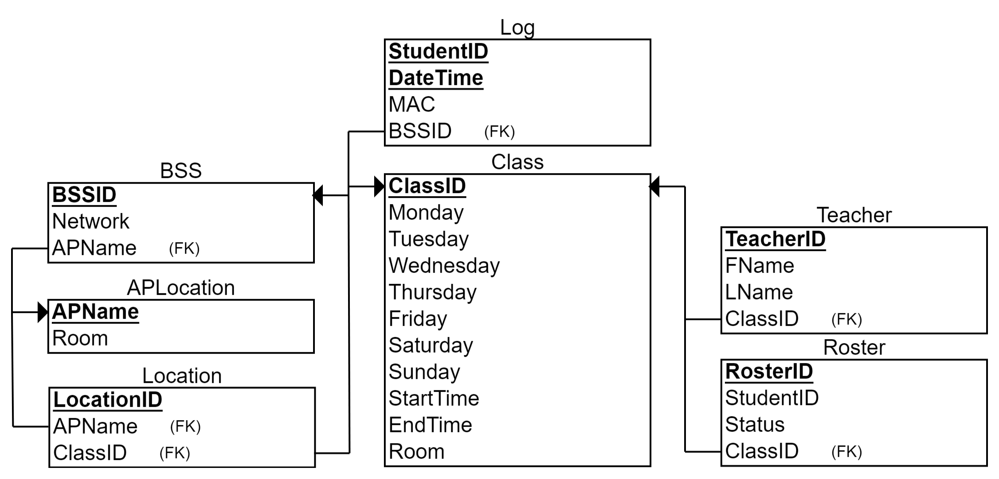 Log
StudentID
DateTime
MAC
BSSID (FK)
BSS
BSSID
Network
APName (FK)
APLocation
APName
Room
Location
LocationID
APName (FK)
ClassID (FK)
Class
ClassID
Monday
Tuesday
Wednesday
Thursday
Friday
Saturday
Sunday
StartTime
EndTime
Room
Teacher
TeacherID
FName
LName
ClassID (FK)
Roster
RosterID
StudentID
Status
ClassID (FK)